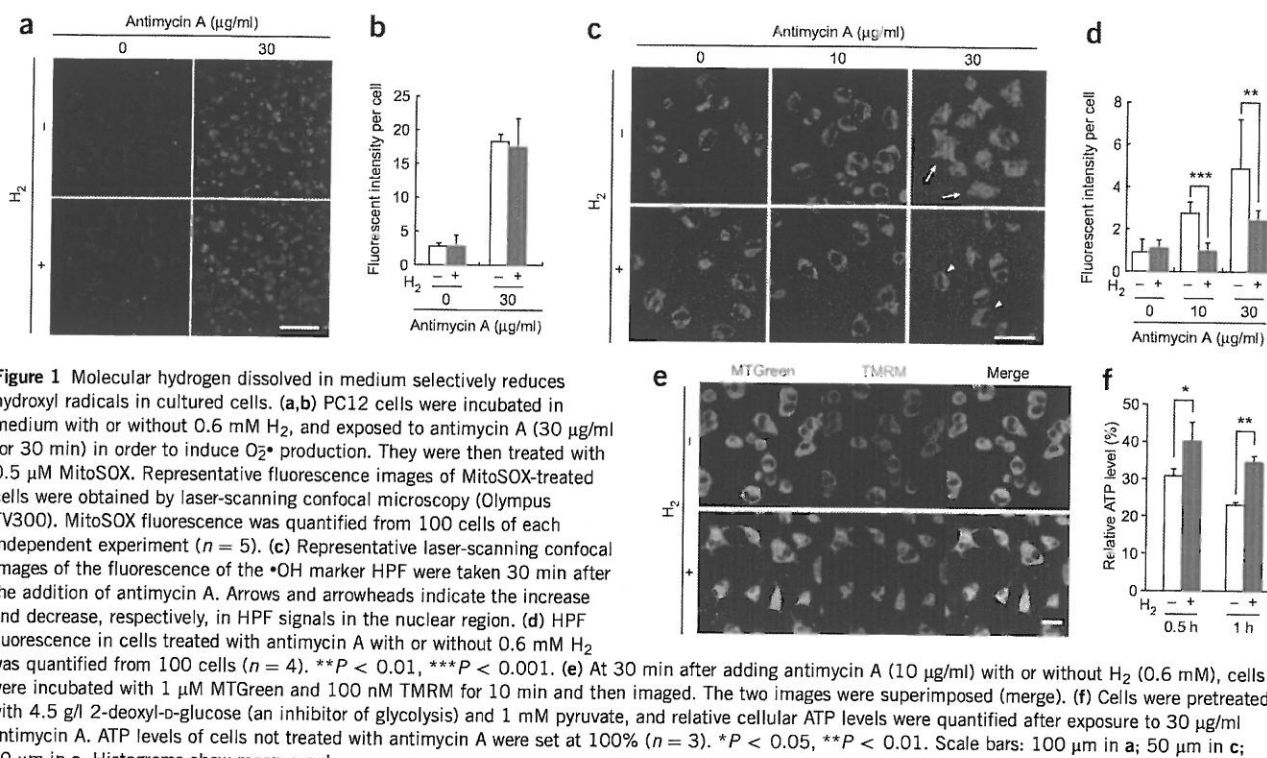 a
Antimycin A (µg/ml)
0 30
H2
–
+
b
Fluorescent intensity per cell
25
20
15
10
5
0
H2 – + – +
0 30
Antimycin A (µg/ml)
c
Antimycin A (µg/ml)
0 10 30
H2
–
+
d
Fluorescent intensity per cell
8
6
4
2
0
***
**
H2 – + – + – +
0 10 30
Antimycin A (µg/ml)
e
MTGreen TMRM Merge
H2
–
+
f
Relative ATP level (%)
50
40
30
20
10
0
*
**
H2 – + – +
0.5 h 1 h
Figure 1 Molecular hydrogen dissolved in medium selectively reduces
hydroxyl radicals in cultured cells. (a,b) PC12 cells were incubated in
medium with or without 0.6 mM H2, and exposed to antimycin A (30 µg/ml
for 30 min) in order to induce O2–• production. They were then treated with
0.5 µM MitoSOX. Representative fluorescence images of MitoSOX-treated
cells were obtained by laser-scanning confocal microscopy (Olympus
FV300). MitoSOX fluorescence was quantified from 100 cells of each
independent experiment (n = 5). (c) Representative laser-scanning confocal
images of the fluorescence of the •OH marker HPF were taken 30 min after
the addition of antimycin A. Arrows and arrowheads indicate the increase
and decrease, respectively, in HPF signals in the nuclear region. (d) HPF
fluorescence in cells treated with antimycin A with or without 0.6 mM H2
was quantified from 100 cells (n = 4). **P < 0.01, ***P < 0.001. (e) At 30 min after adding antimycin A (10 µg/ml) with or without H2 (0.6 mM), cells
were incubated with 1 µM MTGreen and 100 nM TMRM for 10 min and then imaged. The two images were superimposed (merge). (f) Cells were pretreated
with 4.5 g/l 2-deoxyl-D-glucose (an inhibitor of glycolysis) and 1 mM pyruvate, and relative cellular ATP levels were quantified after exposure to 30 µg/ml
antimycin A. ATP levels of cells not treated with antimycin A were set at 100% (n = 3). *P < 0.05, **P < 0.01. Scale bars: 100 µm in a; 50 µm in c;